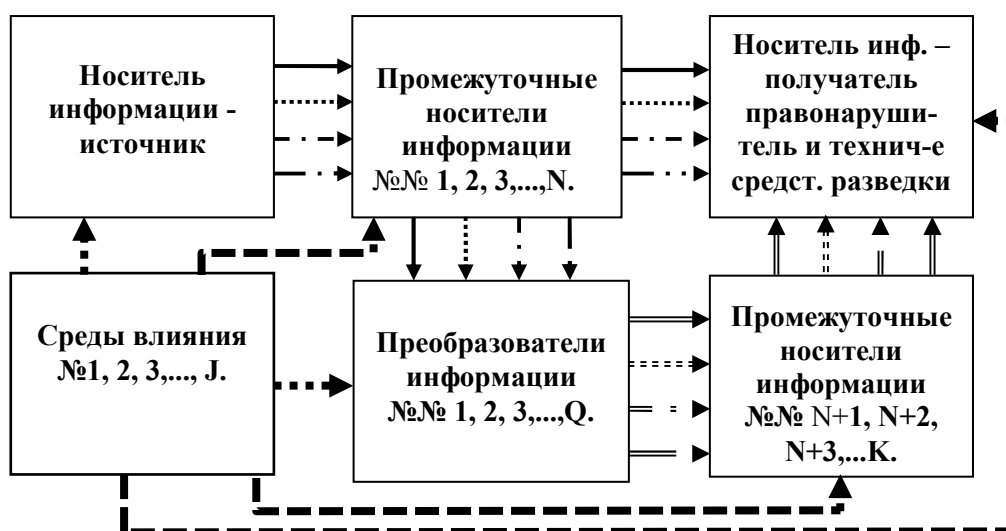 Носитель
информации -
источник
Промежуточные
носители
информации
№№ 1, 2, 3,...,N.
Носитель инф. –
получатель
правонаруши-
тель и технич-е
средст. разведки
Среды влияния
№1, 2, 3,..., J.
Преобразователи
информации
№№ 1, 2, 3,...,Q.
Промежуточные
носители
информации
№№ N+1, N+2,
N+3,...K.